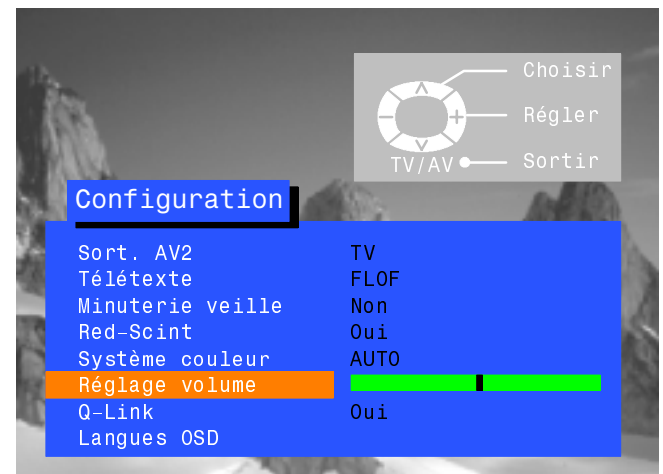 Choisir
Régler
TV/AV Sortir
Configuration
Sort. AV2 TV
Télétexte FLOF
Minuterie veille Non
Red-Scint Oui
Système couleur AUTO
Réglage volume
Q-Link Oui
Langues OSD